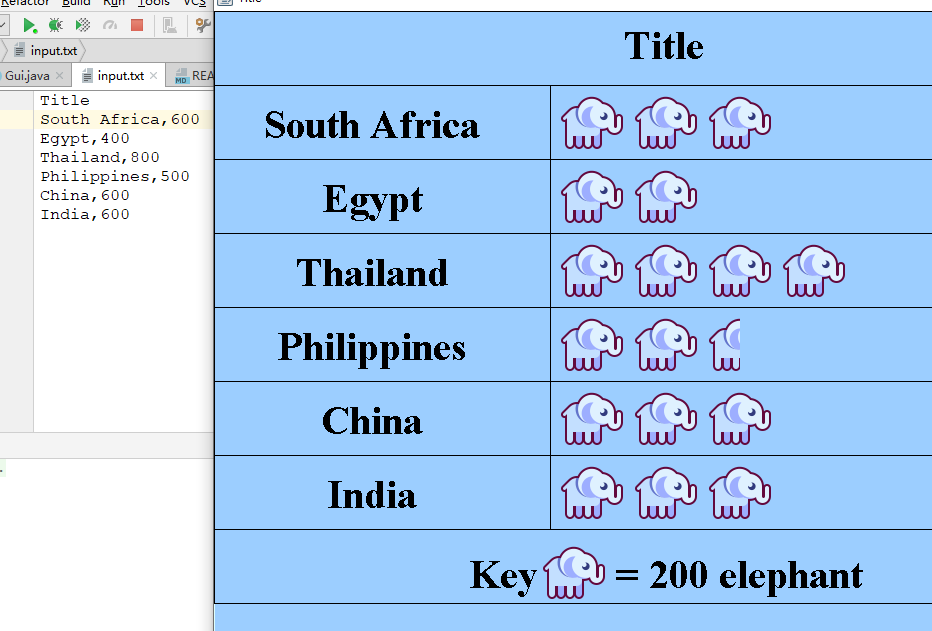 Refactor Build Run Tools VCS
input.txt
Gui.java input.txt REA
Title
South Africa,600
Egypt,400
Thailand,800
Philippines,500
China,600
India,600
Title
South Africa
Egypt
Thailand
Philippines
China
India
Key = 200 elephant